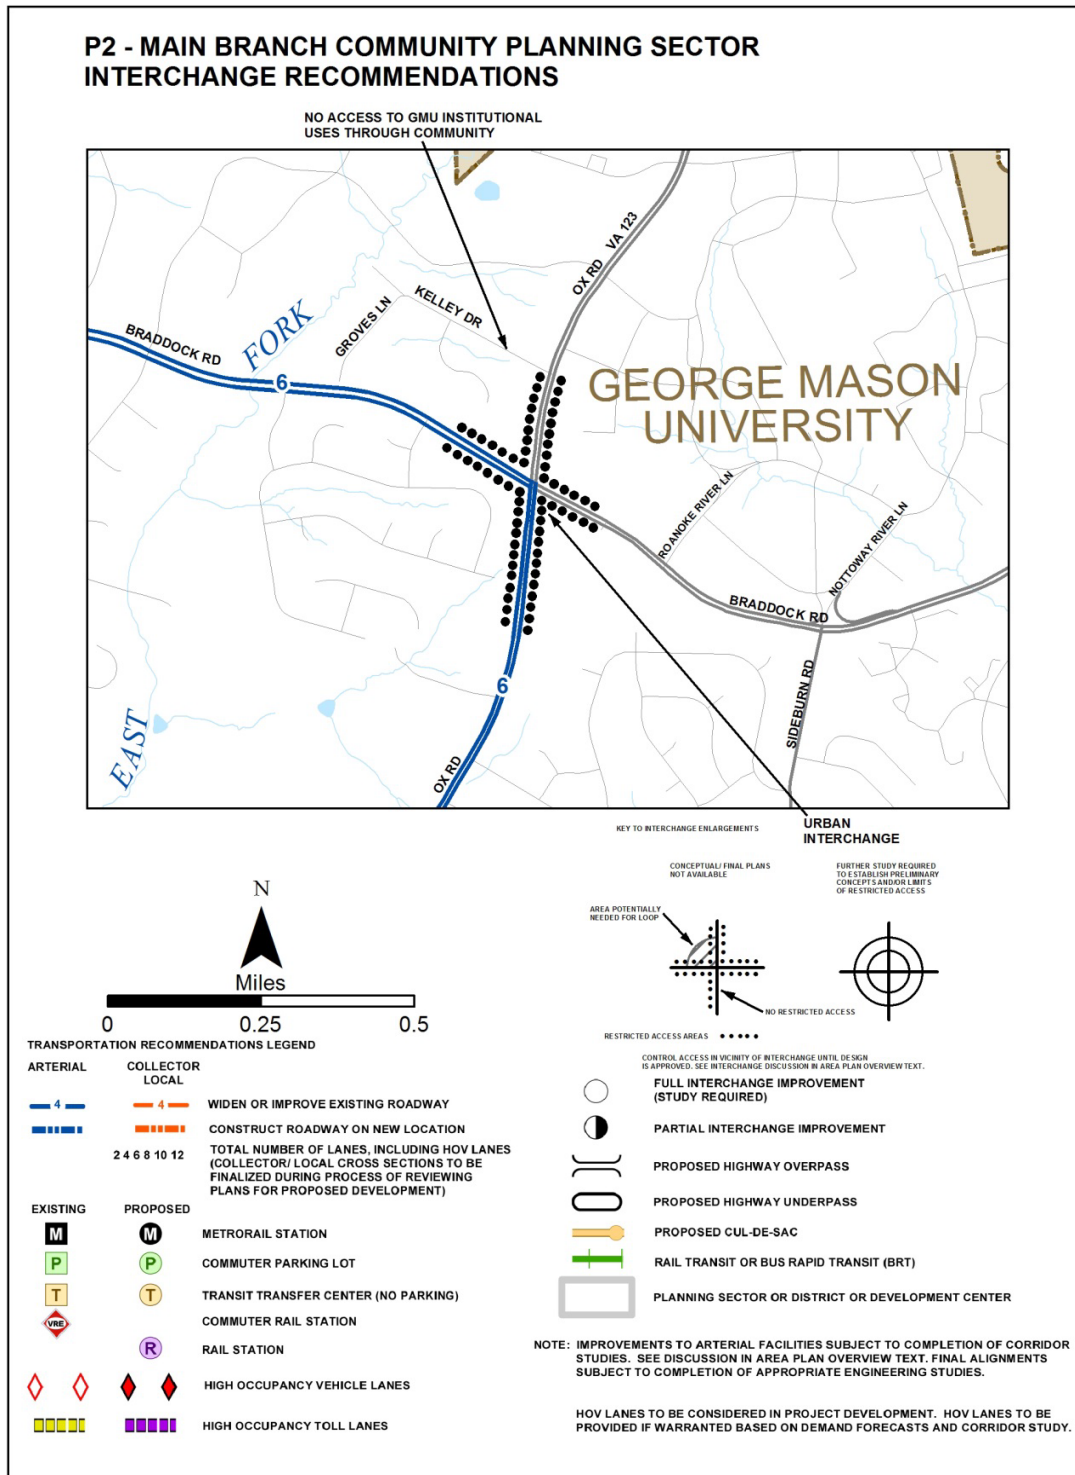 P2 - MAIN BRANCH COMMUNITY PLANNING SECTOR
INTERCHANGE RECOMMENDATIONS
NO ACCESS TO GMU INSTITUTIONAL
USES THROUGH COMMUNITY
OX RD VA 123
KELLEY DR
GROVES LN
FORK
BRADDOCK RD
6
GEORGE MASON
UNIVERSITY
ROANOKE RIVER LN
NOTTOWAY RIVER LN
BRADDOCK RD
SIDEBURN RD
6
OX RD
EAST
URBAN
INTERCHANGE
KEY TO INTERCHANGE ENLARGEMENTS
CONCEPTUAL/ FINAL PLANS
NOT AVAILABLE
FURTHER STUDY REQUIRED
TO ESTABLISH PRELIMINARY
CONCEPTS AND/OR LIMITS
OF RESTRICTED ACCESS
AREA POTENTIALLY
NEEDED FOR LOOP
NO RESTRICTED ACCESS
RESTRICTED ACCESS AREAS
CONTROL ACCESS IN VICINITY OF INTERCHANGE UNTIL DESIGN
IS APPROVED. SEE INTERCHANGE DISCUSSION IN AREA PLAN OVERVIEW TEXT.
N
Miles
0 0.25 0.5
TRANSPORTATION RECOMMENDATIONS LEGEND
ARTERIAL COLLECTOR
LOCAL
4 4 WIDEN OR IMPROVE EXISTING ROADWAY
CONSTRUCT ROADWAY ON NEW LOCATION
2 4 6 8 10 12 TOTAL NUMBER OF LANES, INCLUDING HOV LANES
(COLLECTOR/ LOCAL CROSS SECTIONS TO BE
FINALIZED DURING PROCESS OF REVIEWING
PLANS FOR PROPOSED DEVELOPMENT)
EXISTING PROPOSED
M M METRORAIL STATION
P P COMMUTER PARKING LOT
T T TRANSIT TRANSFER CENTER (NO PARKING)
VRE COMMUTER RAIL STATION
R RAIL STATION
HIGH OCCUPANCY VEHICLE LANES
HIGH OCCUPANCY TOLL LANES
FULL INTERCHANGE IMPROVEMENT
(STUDY REQUIRED)
PARTIAL INTERCHANGE IMPROVEMENT
PROPOSED HIGHWAY OVERPASS
PROPOSED HIGHWAY UNDERPASS
PROPOSED CUL-DE-SAC
RAIL TRANSIT OR BUS RAPID TRANSIT (BRT)
PLANNING SECTOR OR DISTRICT OR DEVELOPMENT CENTER
NOTE: IMPROVEMENTS TO ARTERIAL FACILITIES SUBJECT TO COMPLETION OF CORRIDOR
STUDIES. SEE DISCUSSION IN AREA PLAN OVERVIEW TEXT. FINAL ALIGNMENTS
SUBJECT TO COMPLETION OF APPROPRIATE ENGINEERING STUDIES.
HOV LANES TO BE CONSIDERED IN PROJECT DEVELOPMENT. HOV LANES TO BE
PROVIDED IF WARRANTED BASED ON DEMAND FORECASTS AND CORRIDOR STUDY.